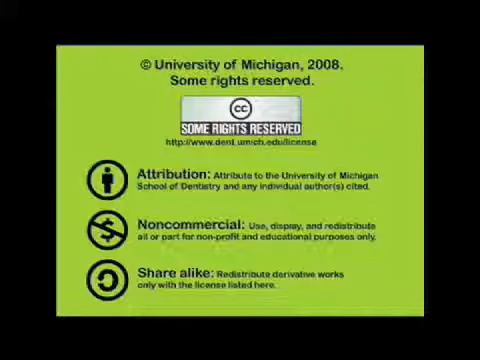 © University of Michigan, 2008.
Some rights reserved.
cc
SOME RIGHTS RESERVED
http://www.dent.umich.edu/license
Attribution: Attribute to the University of Michigan
School of Dentistry and any individual author(s) cited.
Noncommercial: Use, display, and redistribute
all or part for non-profit and educational purposes only.
Share alike: Redistribute derivative works
only with the license listed here.